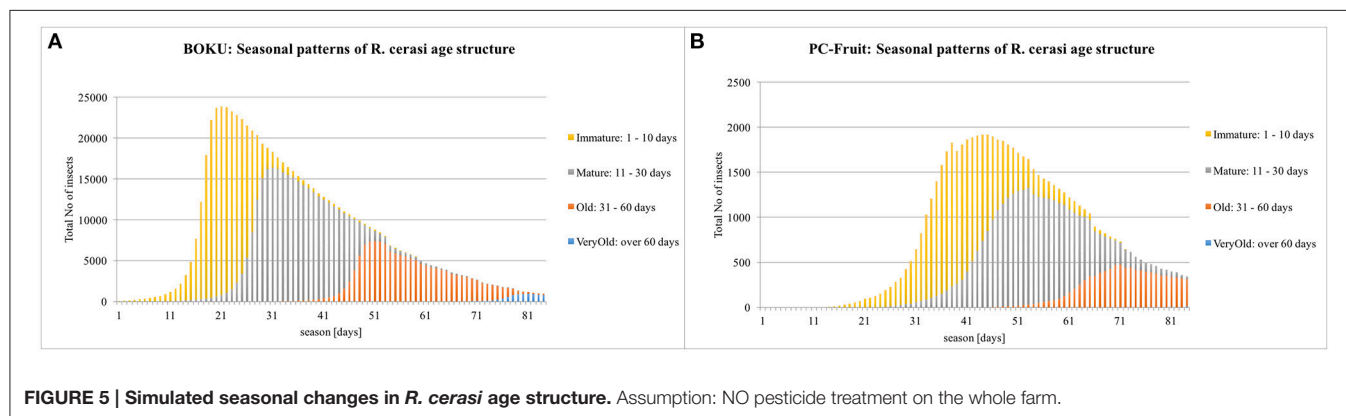 A
BOKU: Seasonal patterns of R. cerasi age structure
Total No of insects
25000
20000
15000
10000
5000
0
1 11 21 31 41 51 61 71 81
season [days]
Immature: 1 - 10 days
Mature: 11 - 30 days
Old: 31 - 60 days
VeryOld: over 60 days
B
PC-Fruit: Seasonal patterns of R. cerasi age structure
Total No of insects
2500
2000
1500
1000
500
0
1 11 21 31 41 51 61 71 81
season [days]
Immature: 1 - 10 days
Mature: 11 - 30 days
Old: 31 - 60 days
VeryOld: over 60 days
FIGURE 5 | Simulated seasonal changes in R. cerasi age structure. Assumption: NO pesticide treatment on the whole farm.